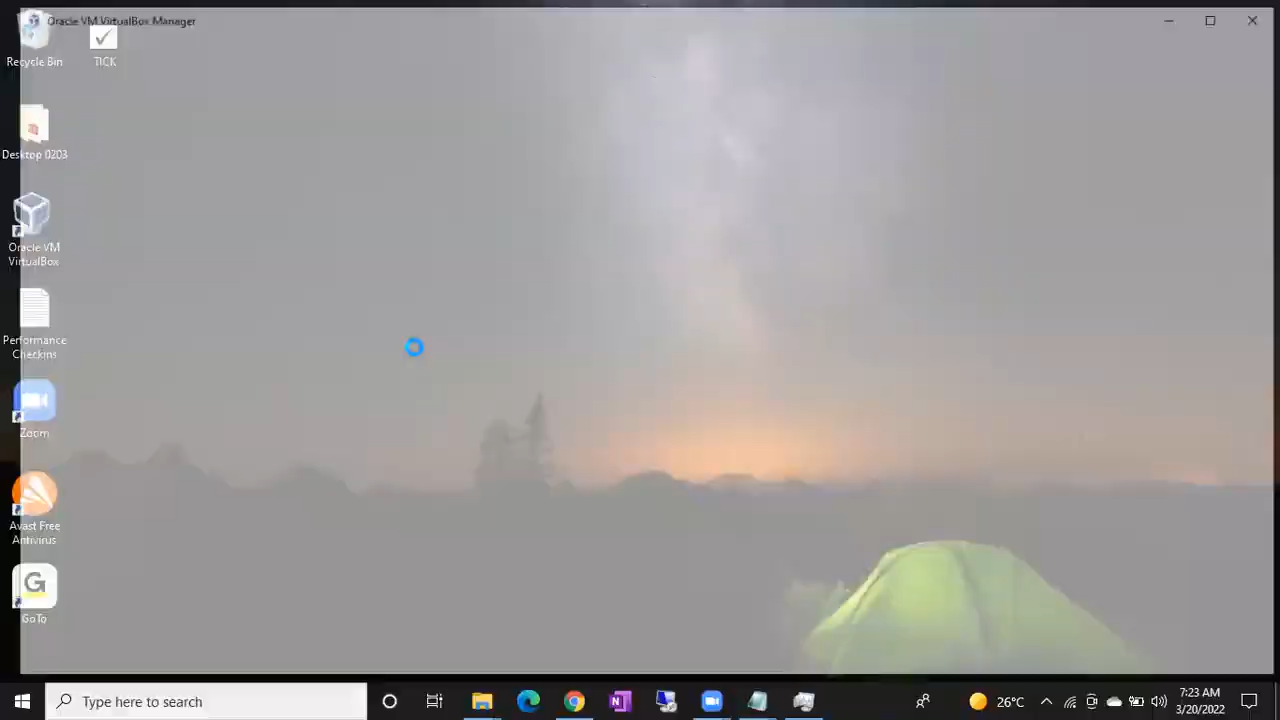 Oracle VM VirtualBox Manager
Recycle Bin
TICK
Desktop 0203
Oracle VM
VirtualBox
Performance
Checkins
Zoom
Avast Free
Antivirus
G
GoTo
Type here to search
N
26°C
7:23 AM
3/20/2022